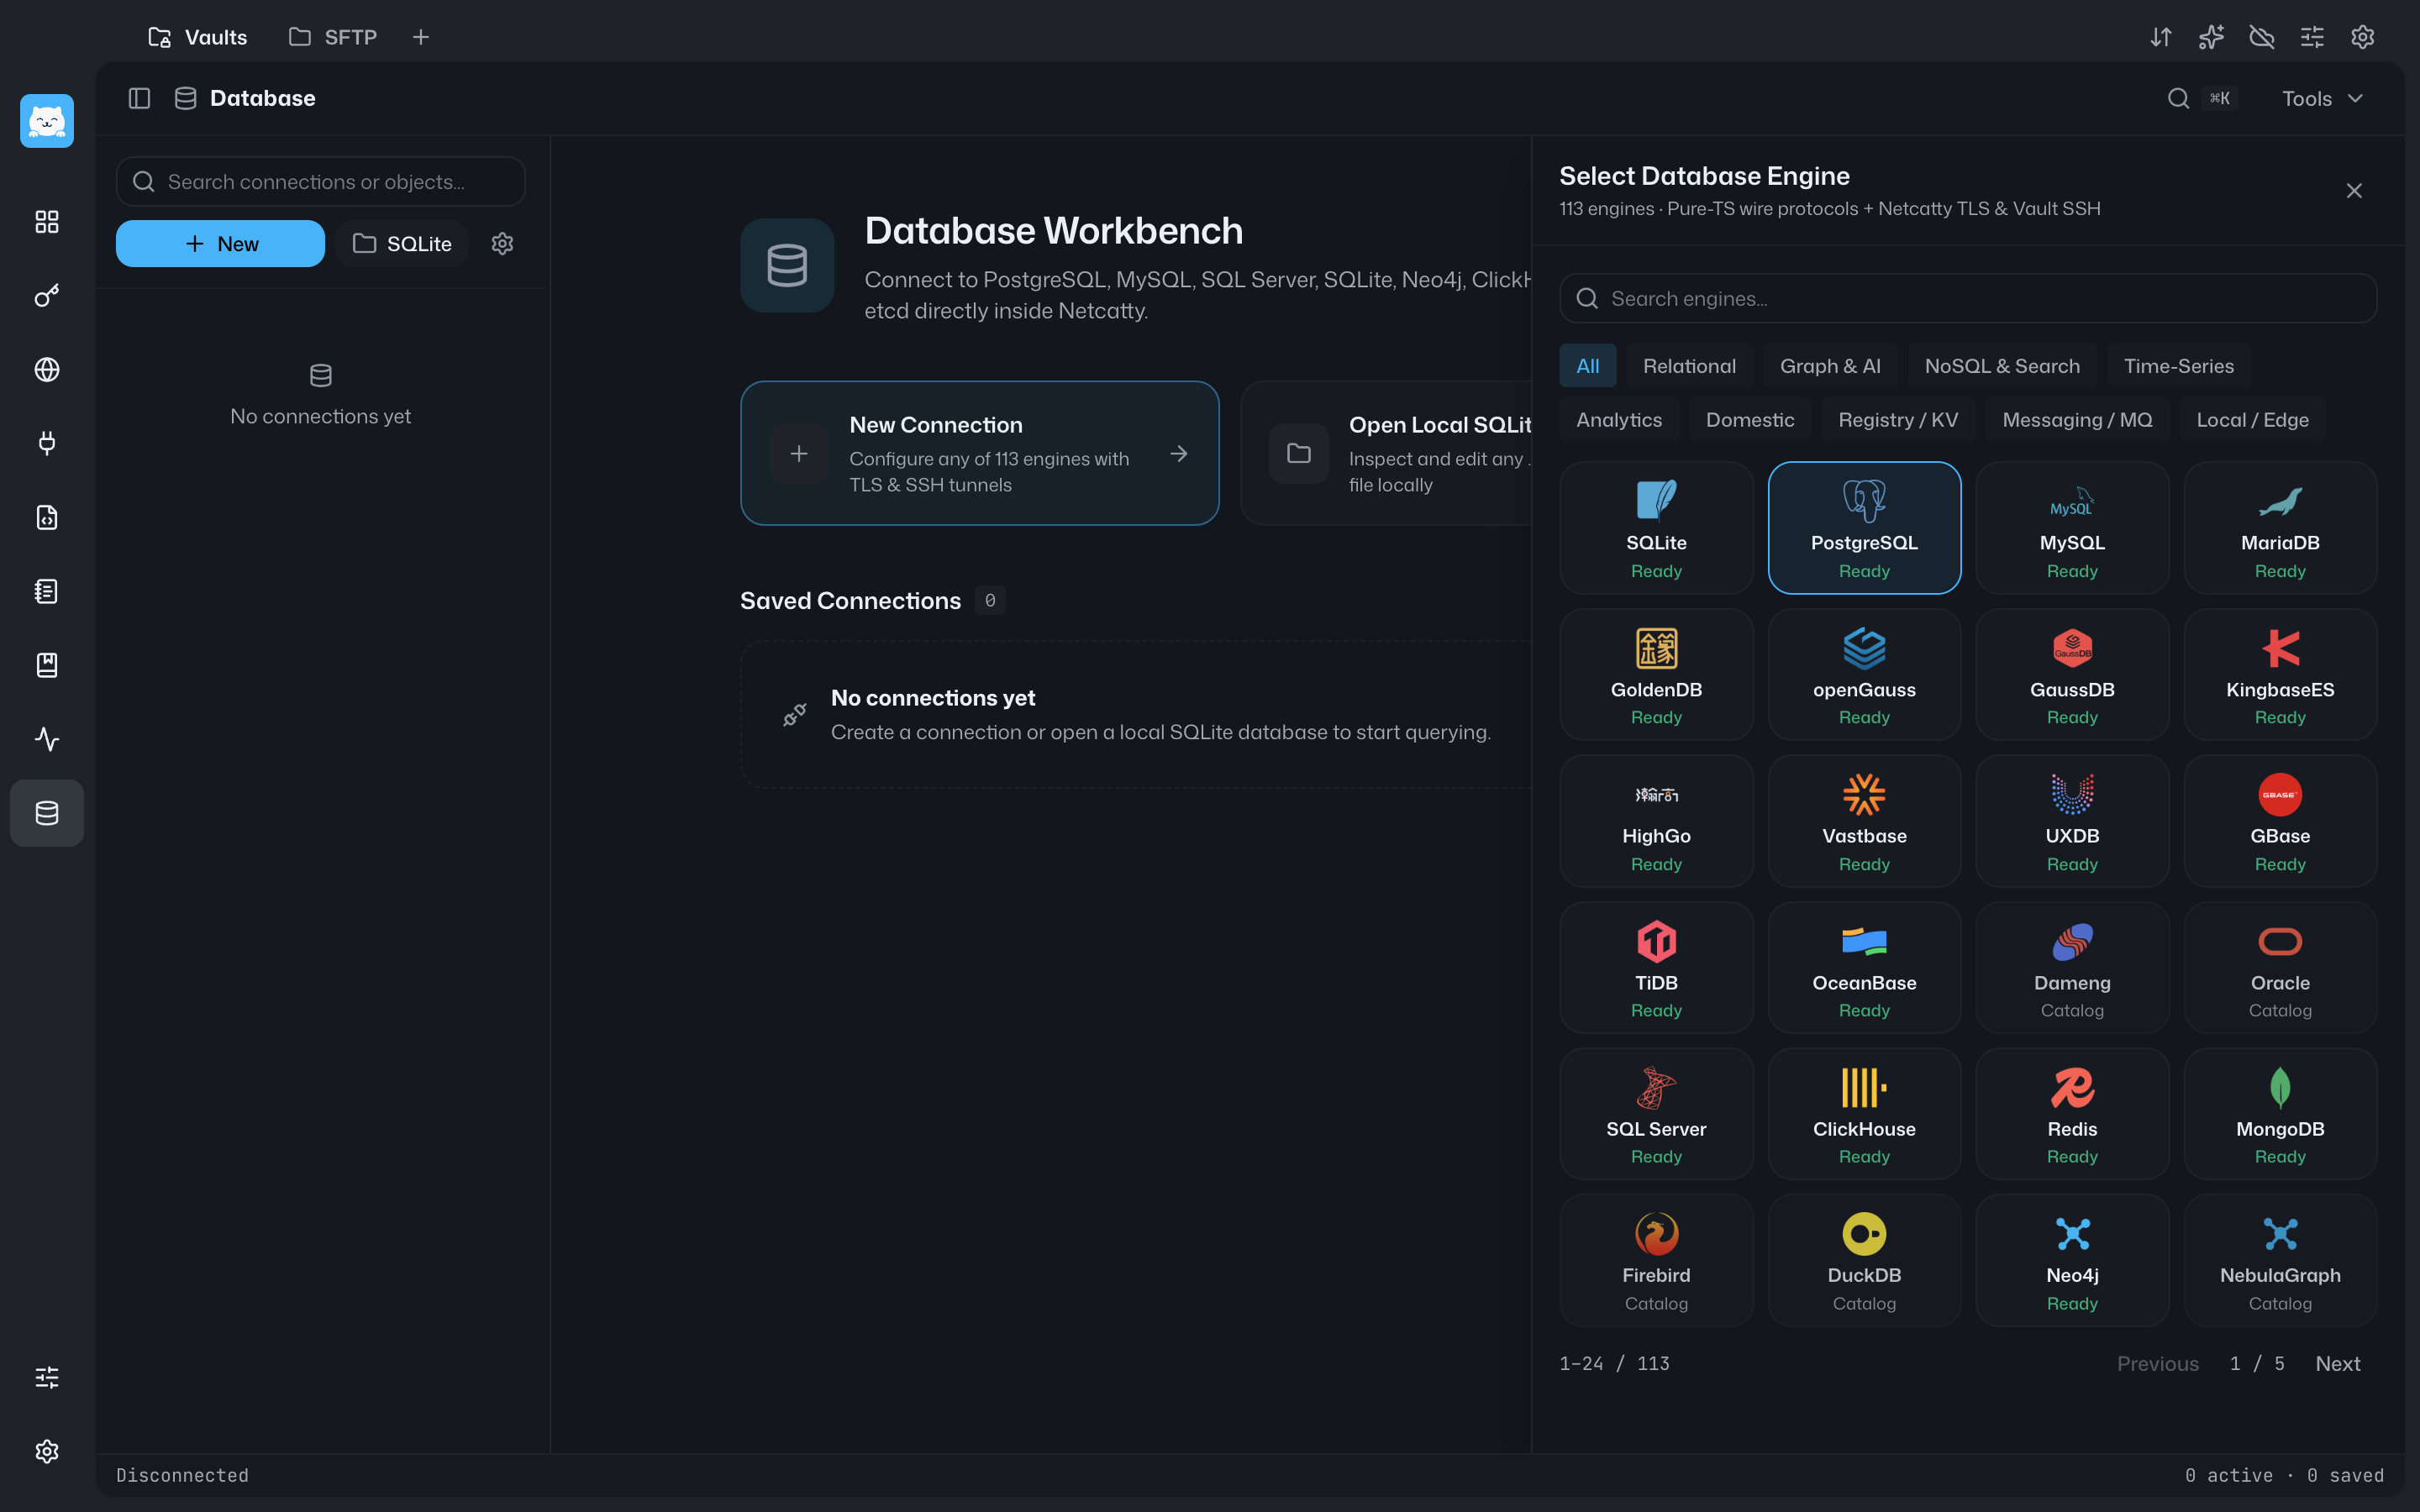 Vaults
SFTP
Database
⌘K
Tools
Search connections or objects...
New
SQLite
No connections yet
Database Workbench
Connect to PostgreSQL, MySQL, SQL Server, SQLite, Neo4j, ClickH
etcd directly inside Netcatty.
New Connection
Configure any of 113 engines with
TLS & SSH tunnels
Open Local SQLit
Inspect and edit any .
file locally
Saved Connections 0
No connections yet
Create a connection or open a local SQLite database to start querying.
Select Database Engine
113 engines · Pure-TS wire protocols + Netcatty TLS & Vault SSH
Search engines...
All Relational Graph & AI NoSQL & Search Time-Series
Analytics Domestic Registry / KV Messaging / MQ Local / Edge
SQLite
Ready
PostgreSQL
Ready
MySQL
MySQL
Ready
MariaDB
Ready
金篆
GoldenDB
Ready
openGauss
Ready
GaussDB
GaussDB
Ready
KingbaseES
Ready
HighGo
Ready
Vastbase
Ready
UXDB
Ready
GBASE
GBase
Ready
TiDB
Ready
OceanBase
Ready
Dameng
Catalog
Oracle
Catalog
SQL Server
Ready
ClickHouse
Ready
Redis
Ready
MongoDB
Ready
Firebird
Catalog
DuckDB
Catalog
Neo4j
Ready
NebulaGraph
Catalog
1–24 / 113
Previous 1 / 5 Next
Disconnected
0 active · 0 saved